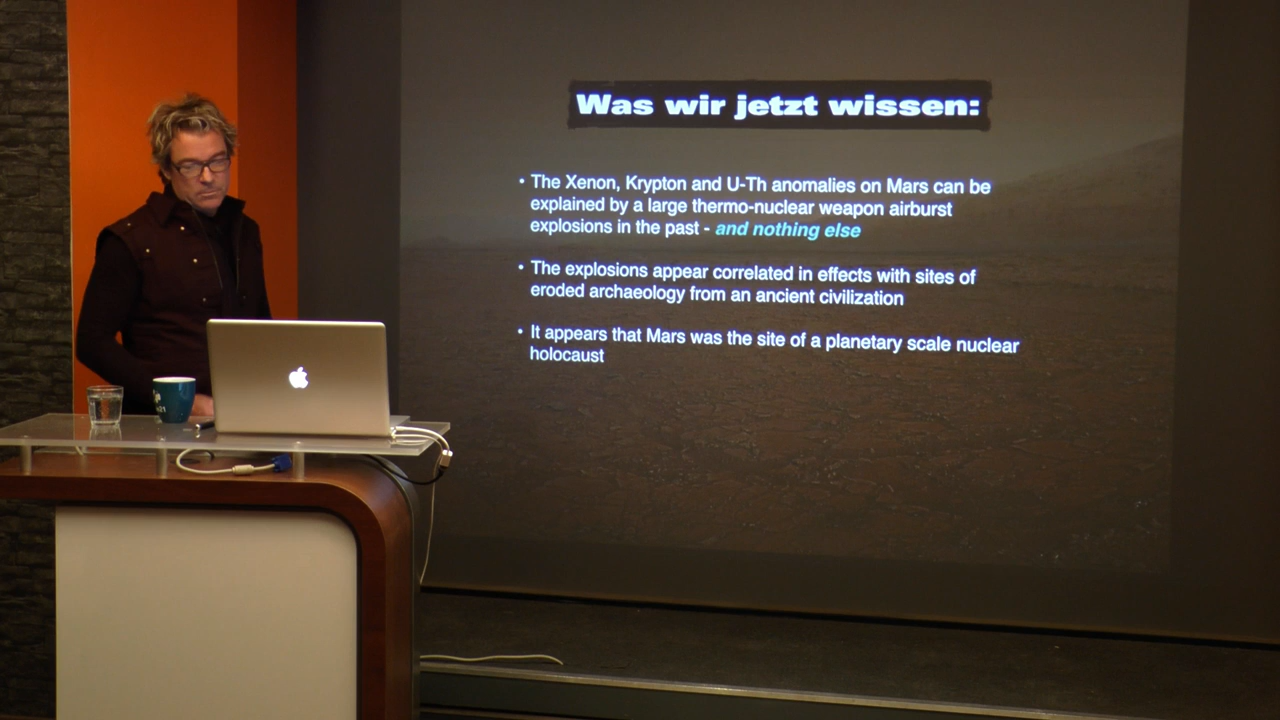 Was wir jetzt wissen:
• The Xenon, Krypton and U-Th anomalies on Mars can be
explained by a large thermo-nuclear weapon airburst
explosions in the past - and nothing else
• The explosions appear correlated in effects with sites of
eroded archaeology from an ancient civilization
• It appears that Mars was the site of a planetary scale nuclear
holocaust